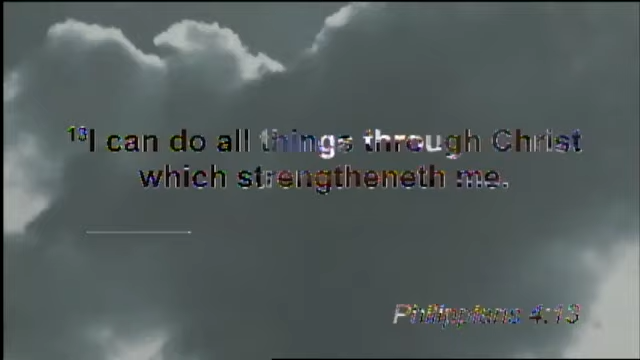 ¹³I can do all things through Christ
which strengtheneth me.
Philippians 4:13